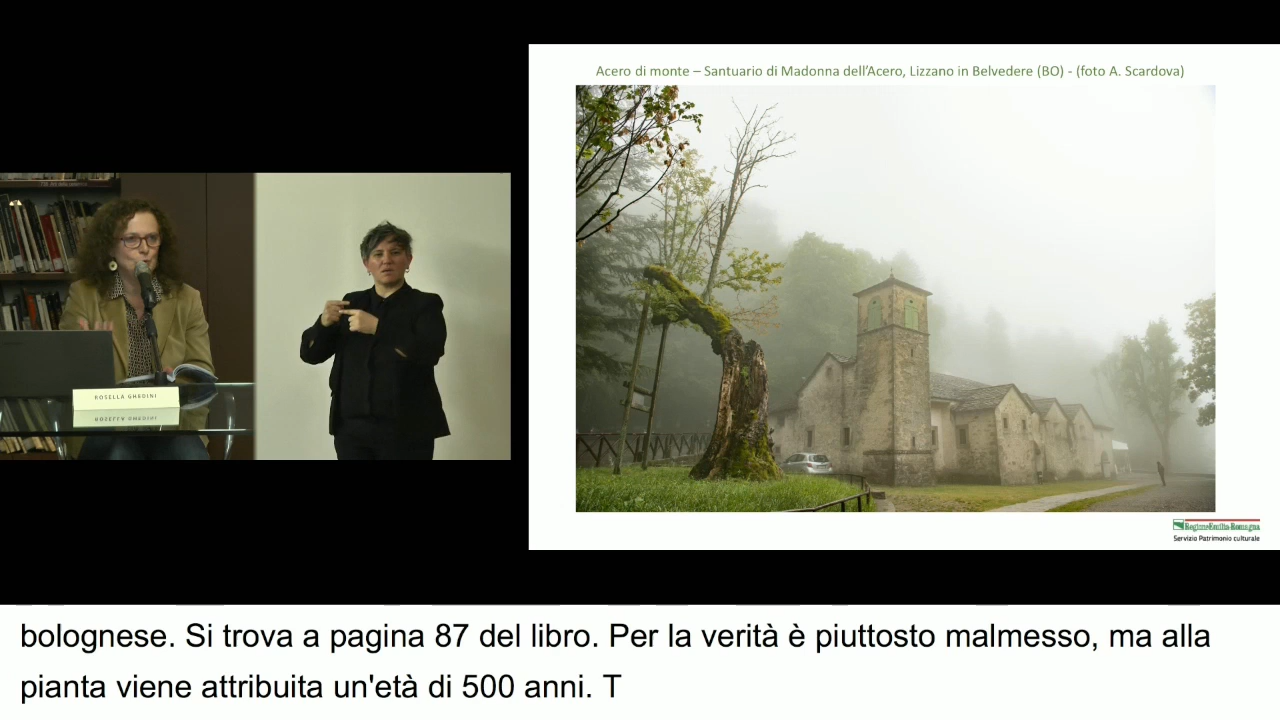 Acero di monte – Santuario di Madonna dell'Acero, Lizzano in Belvedere (BO) - (foto A. Scardova)
ROSELLA GHEDINI
RegioneEmilia-Romagna
Servizio Patrimonio culturale
bolognese. Si trova a pagina 87 del libro. Per la verità è piuttosto malmesso, ma alla
pianta viene attribuita un'età di 500 anni. T